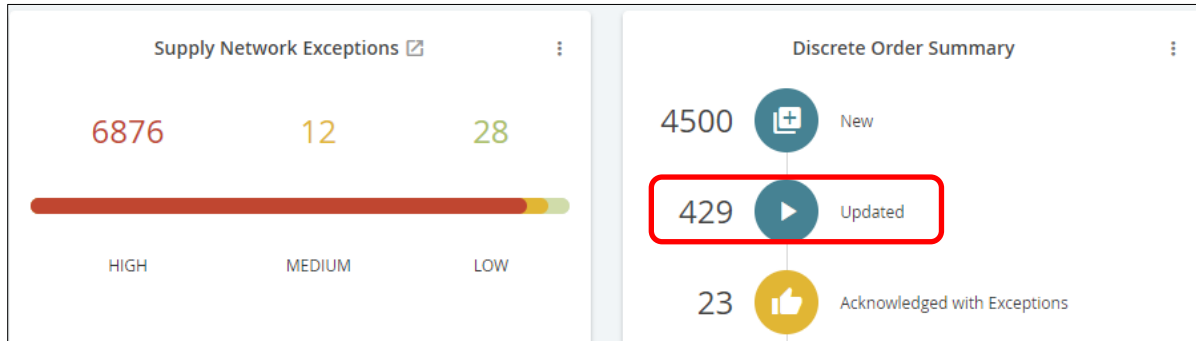 Supply Network Exceptions
6876 12 28
HIGH MEDIUM LOW
Discrete Order Summary
4500 New
429 Updated
23 Acknowledged with Exceptions